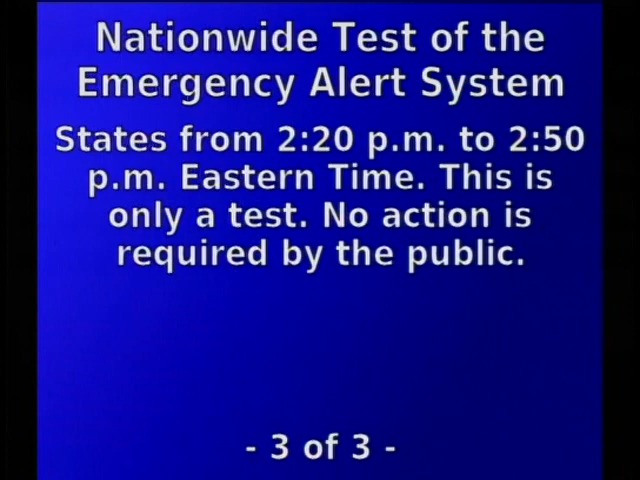 Nationwide Test of the
Emergency Alert System
States from 2:20 p.m. to 2:50
p.m. Eastern Time. This is
only a test. No action is
required by the public.
- 3 of 3 -